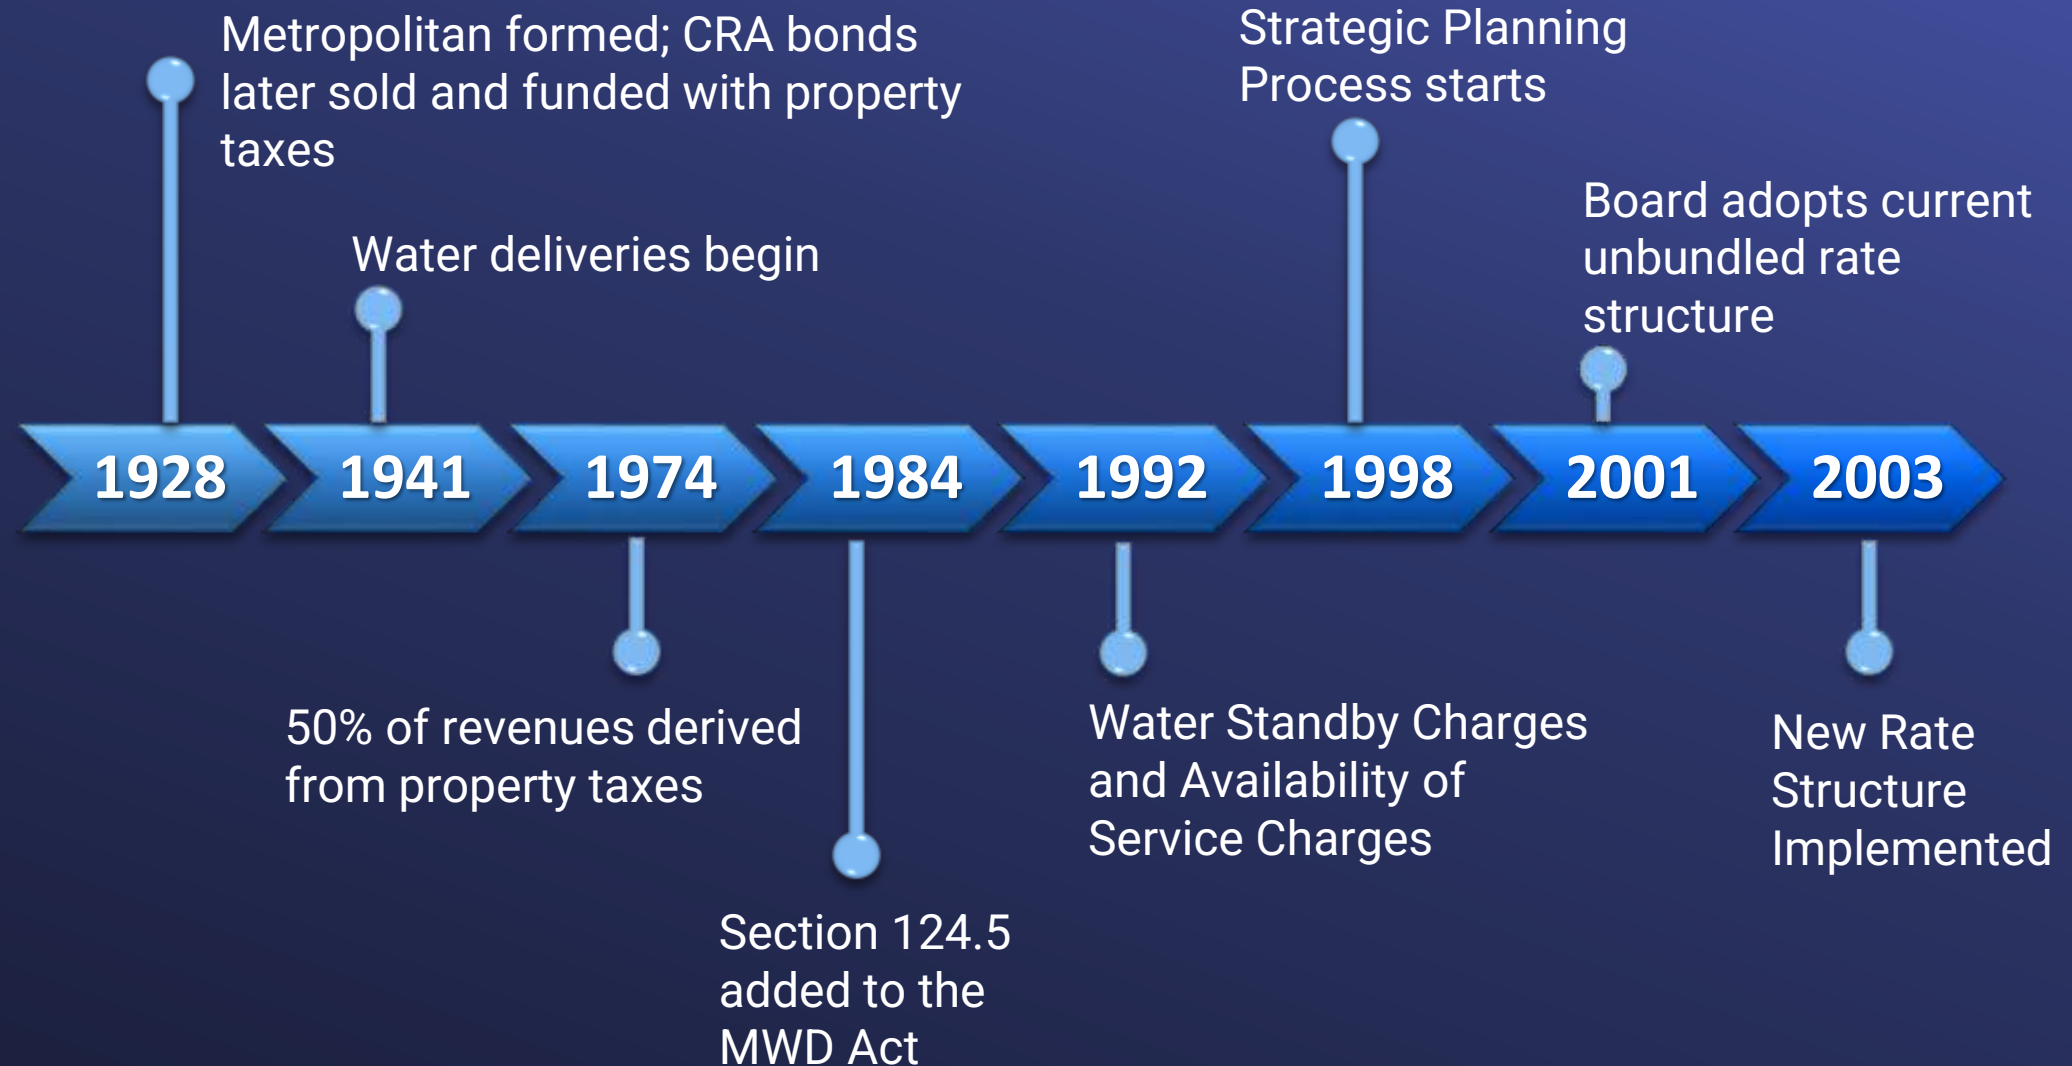 Metropolitan formed; CRA bonds
later sold and funded with property
taxes
Strategic Planning
Process starts
Water deliveries begin
Board adopts current
unbundled rate
structure
1928
1941
1974
1984
1992
1998
2001
2003
50% of revenues derived
from property taxes
Water Standby Charges
and Availability of
Service Charges
New Rate
Structure
Implemented
Section 124.5
added to the
MWD Act